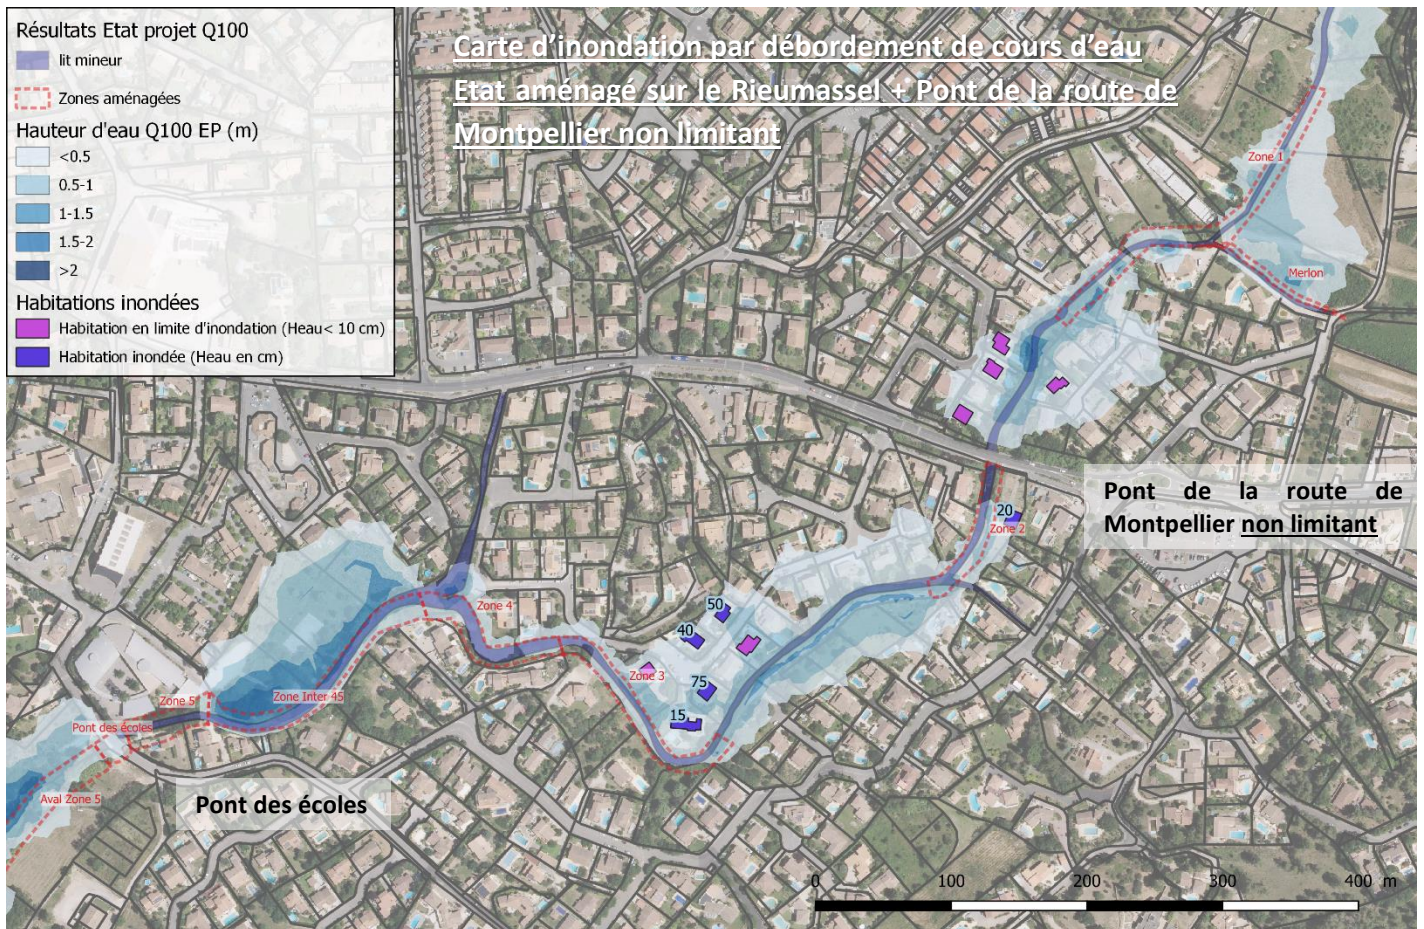 Résultats Etat projet Q100
lit mineur
Zones aménagées
Hauteur d'eau Q100 EP (m)
<0.5
0.5-1
1-1.5
1.5-2
>2
Habitations inondées
Habitation en limite d'inondation (Heau< 10 cm)
Habitation inondée (Heau en cm)
Carte d'inondation par débordement de cours d'eau
Etat aménagé sur le Rieumassel + Pont de la route de
Montpellier non limitant
Zone 1
Merlon
Pont de la route de
Montpellier non limitant
20
Zone 2
50
Zone 4
40
Zone 3
75
Zone Inter 45
Zone 5
15
Pont des écoles
Aval Zone 5
Pont des écoles
0 100 200 300 400 m